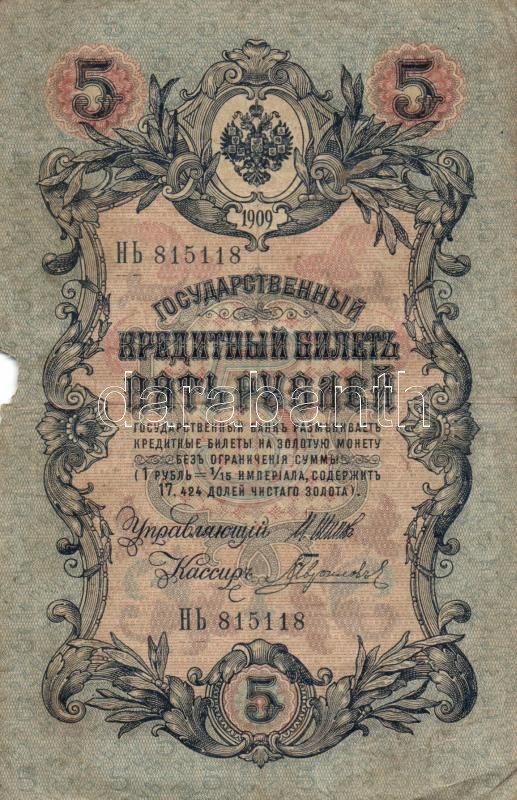 5 5
1909
НЬ 815118
ГОСУДАРСТВЕННЫЙ
КРЕДИТНЫЙ БИЛЕТЪ
ПЯТЬ РУБЛЕЙ
darabanth
ГОСУДАРСТВЕННЫЙ БАНКЪ РАЗМѢНИВАЕТЪ
КРЕДИТНЫЕ БИЛЕТЫ НА ЗОЛОТУЮ МОНЕТУ
БЕЗЪ ОГРАНИЧЕНІЯ СУММЫ
(1 РУБЛЬ = 1/15 ИМПЕРІАЛА, СОДЕРЖИТЪ
17,424 ДОЛЕЙ ЧИСТАГО ЗОЛОТА).
Управляющій
Кассиръ
НЬ 815118
5